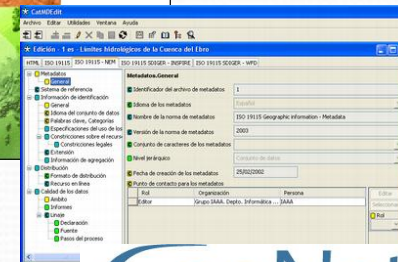 CatMDEdit
Archivo Editar Utilidades Ventana Ayuda
Edición - 1 es - Límites hidrológicos de la Cuenca del Ebro
HTML ISO 19115 ISO 19115 - NEM ISO 19115 SDIGER - INSPIRE ISO 19115 SDIGER - WFD
Metadatos
General
Sistema de referencia
Información de identificación
General
Idioma del conjunto de datos
Palabras clave, Categorías
Especificaciones del uso de los
Constricciones sobre el recurso
Constricciones legales
Extensión
Información de agregación
Distribución
Formato de distribución
Recurso en línea
Calidad de los datos
Ámbito
Informes
Linaje
Declaración
Fuente
Pasos del proceso
Metadatos.General
Identificador del archivo de metadatos 1
Idioma de los metadatos Español
Nombre de la norma de metadatos ISO 19115 Geographic information - Metadata
Versión de la norma de metadatos 2003
Conjunto de caracteres de los metadatos
Nivel jerárquico Conjunto de datos
Fecha de creación de los metadatos 25/02/2002
Punto de contacto para los metadatos
Rol Organización Persona
Editor Grupo IAAA. Depto. Informática ... IAAA
Editar
Seleccionar
Rol